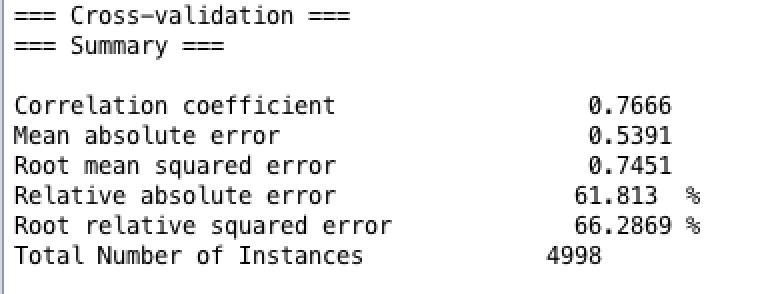 === Cross-validation ===
=== Summary ===
Correlation coefficient                  0.7666
Mean absolute error                      0.5391
Root mean squared error                  0.7451
Relative absolute error                 61.813  %
Root relative squared error             66.2869 %
Total Number of Instances             4998